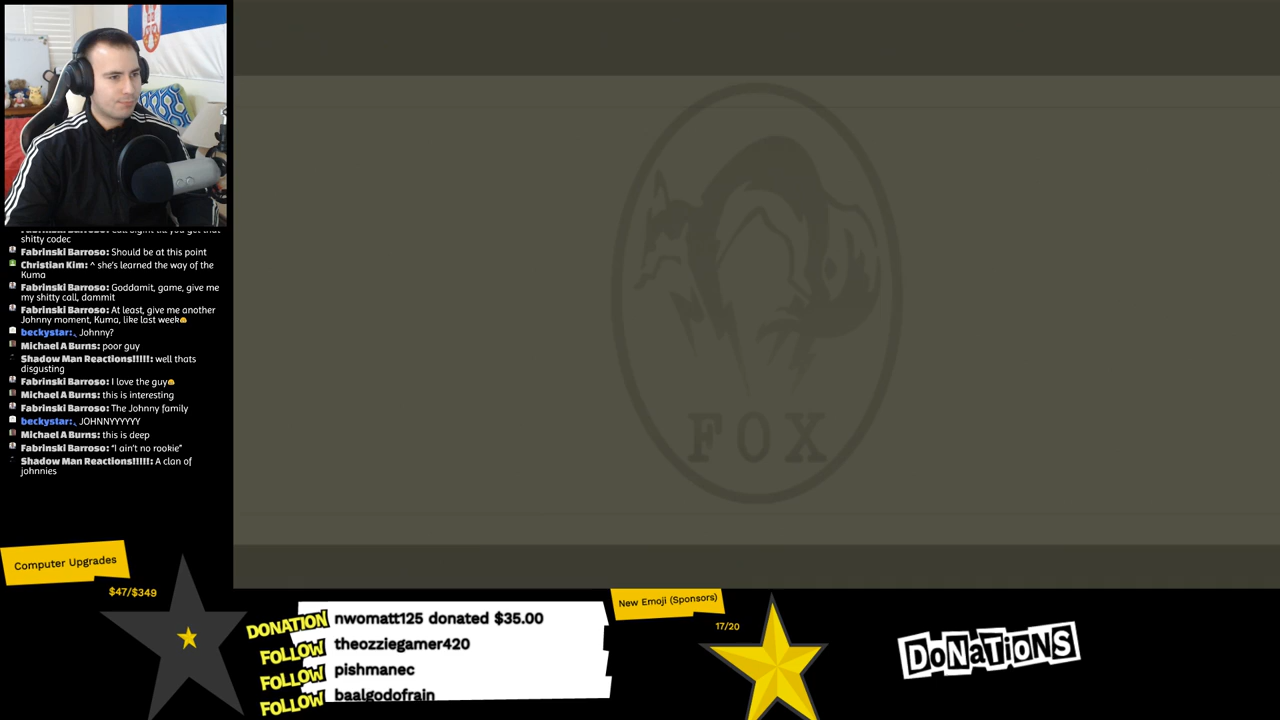 shitty codec
Fabrinski Barroso: Should be at this point
Christian Kim: ^ she's learned the way of the
Kuma
Fabrinski Barroso: Goddamit, game, give me
my shitty call, dammit
Fabrinski Barroso: At least, give me another
Johnny moment, Kuma, like last week
beckystar: Johnny?
Michael A Burns: poor guy
Shadow Man Reactions!!!!!: well thats
disgusting
Fabrinski Barroso: I love the guy
Michael A Burns: this is interesting
Fabrinski Barroso: The Johnny family
beckystar: JOHNNYYYYYY
Michael A Burns: this is deep
Fabrinski Barroso: "I ain't no rookie"
Shadow Man Reactions!!!!!: A clan of
johnnies
FOX
Computer Upgrades
$47/$349
DONATION nwomatt125 donated $35.00
FOLLOW theozziegamer420
FOLLOW pishmanec
FOLLOW baalgodofrain
New Emoji (Sponsors)
17/20
DoNaTiONS